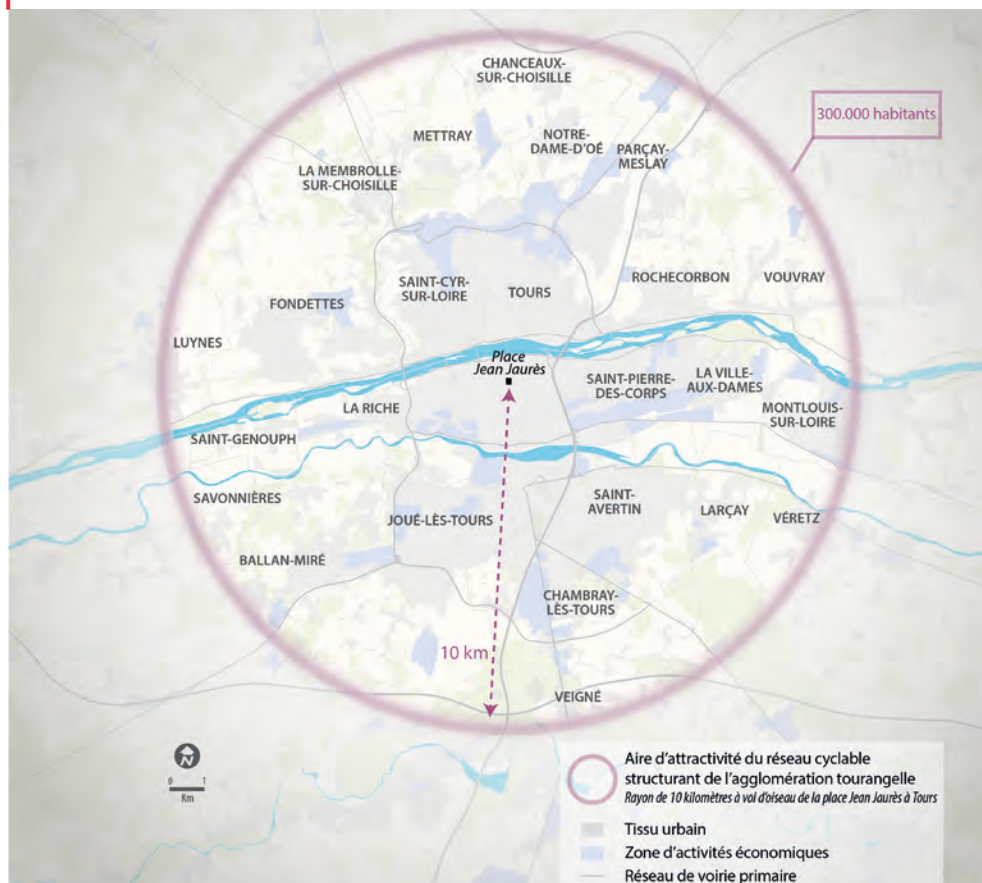 CHANCEAUX-
SUR-CHOISILLE
300.000 habitants
METTRAY
NOTRE-
DAME-D'OÉ
PARÇAY-
MESLAY
LA MEMBROLLE-
SUR-CHOISILLE
SAINT-CYR-
SUR-LOIRE
TOURS
ROCHECORBON
VOUVRAY
FONDETTES
LUYNES
Place
Jean Jaurès
SAINT-PIERRE-
DES-CORPS
LA VILLE-
AUX-DAMES
LA RICHE
MONTLOUIS-
SUR-LOIRE
SAINT-GENOUPH
SAVONNIÈRES
SAINT-
AVERTIN
LARÇAY
VÉRETZ
JOUÉ-LÈS-TOURS
BALLAN-MIRÉ
CHAMBRAY-
LÈS-TOURS
10 km
VEIGNÉ
N
0 1
Km
Aire d'attractivité du réseau cyclable
structurant de l'agglomération tourangelle
Rayon de 10 kilomètres à vol d'oiseau de la place Jean Jaurès à Tours
Tissu urbain
Zone d'activités économiques
Réseau de voirie primaire